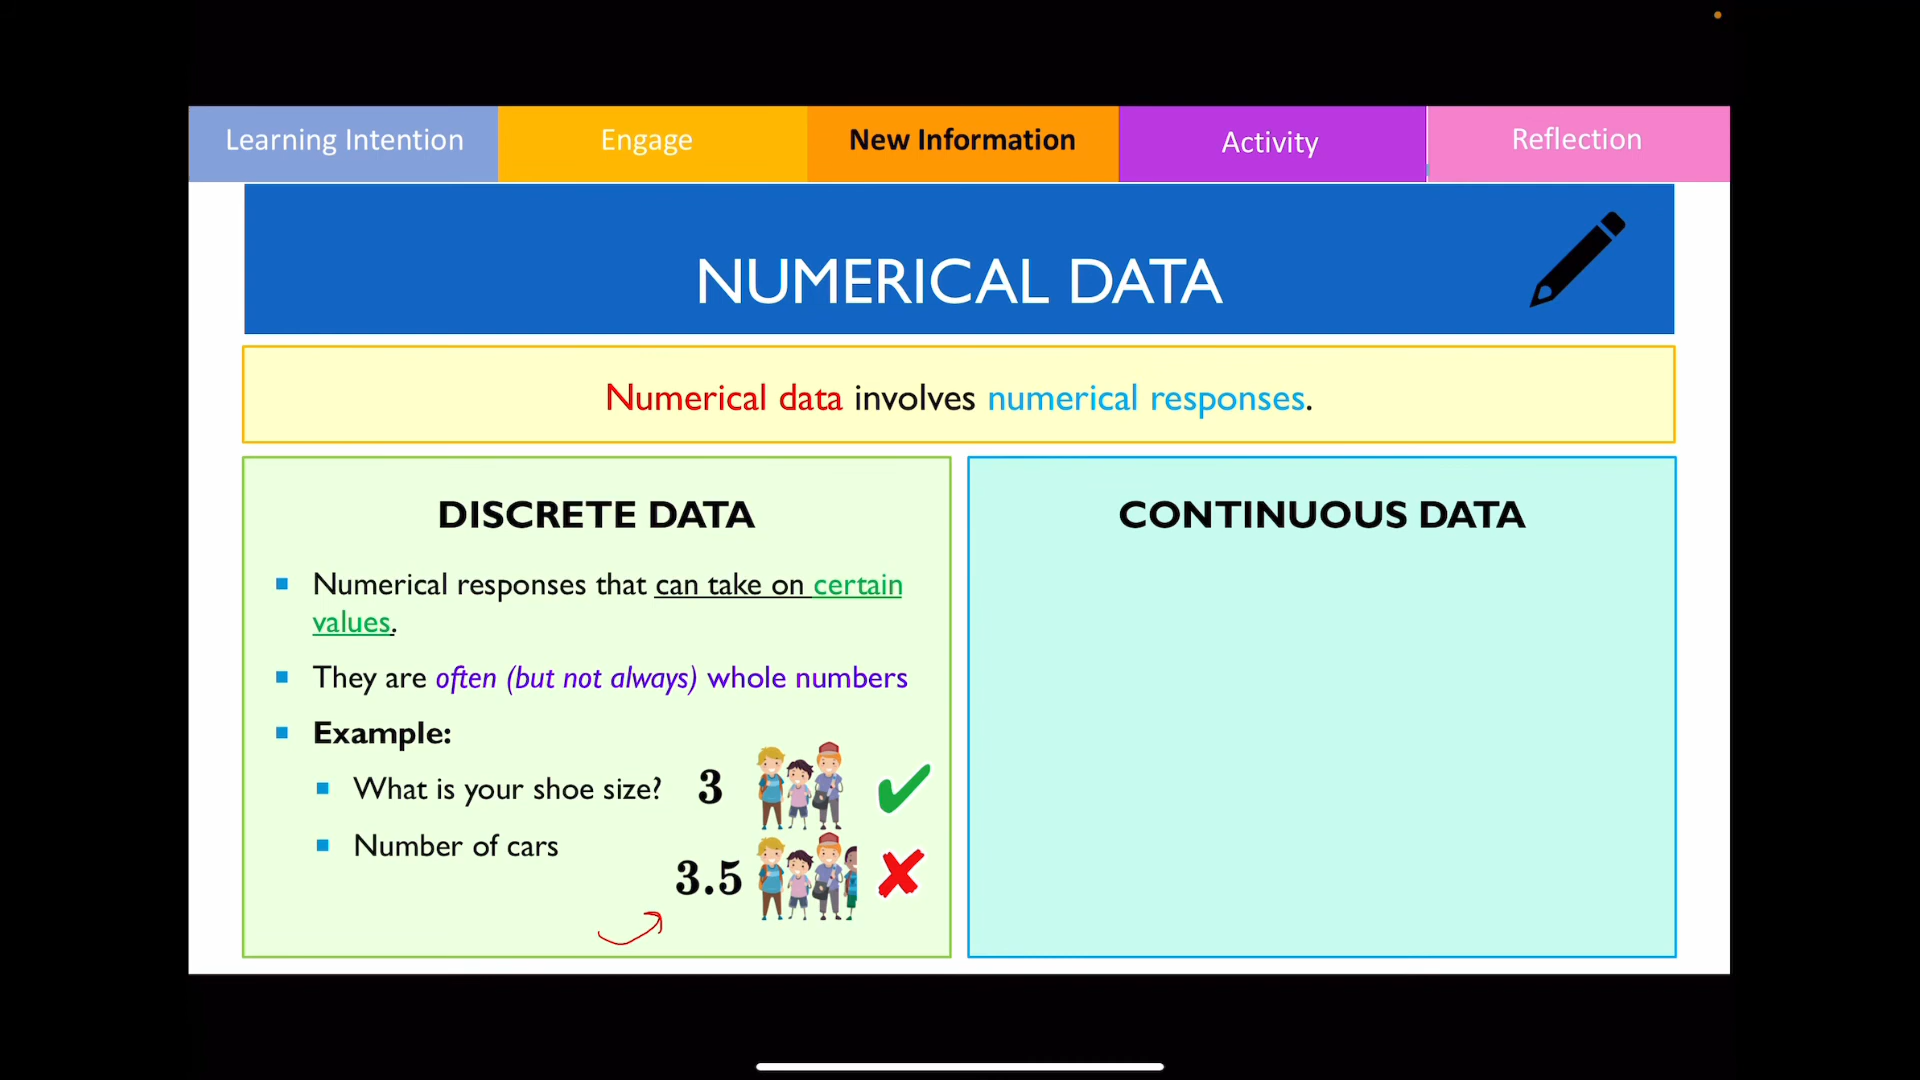 Learning Intention
Engage
New Information
Activity
Reflection
NUMERICAL DATA
Numerical data involves numerical responses.
DISCRETE DATA
Numerical responses that can take on certain
values.
They are often (but not always) whole numbers
Example:
What is your shoe size?
3
Number of cars
3.5
CONTINUOUS DATA